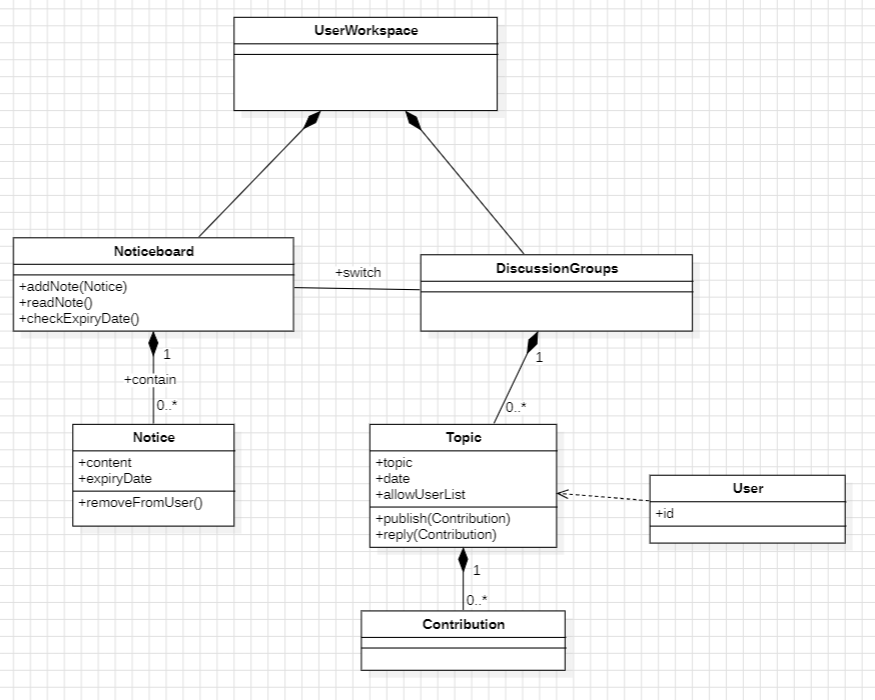 UserWorkspace
Noticeboard
+addNote(Notice)
+readNote()
+checkExpiryDate()
+switch
DiscussionGroups
1
+contain
0..*
1
0..*
Notice
+content
+expiryDate
+removeFromUser()
Topic
+topic
+date
+allowUserList
+publish(Contribution)
+reply(Contribution)
User
+id
1
0..*
Contribution